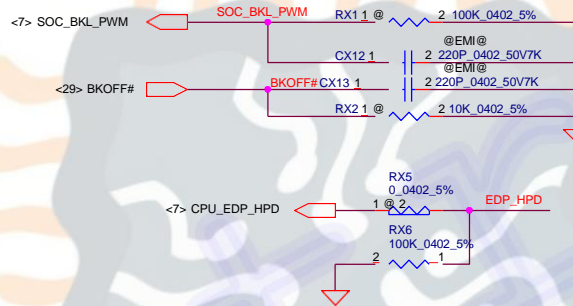 <7> SOC_BKL_PWM SOC_BKL_PWM RX1 1 @ 2 100K_0402_5%
@EMI@
CX12 1 2 220P_0402_50V7K
@EMI@
<29> BKOFF# BKOFF# CX13 1 2 220P_0402_50V7K
RX2 1 @ 2 10K_0402_5%
RX5
0_0402_5%
<7> CPU_EDP_HPD 1 @ 2 EDP_HPD
RX6
100K_0402_5%
2 1